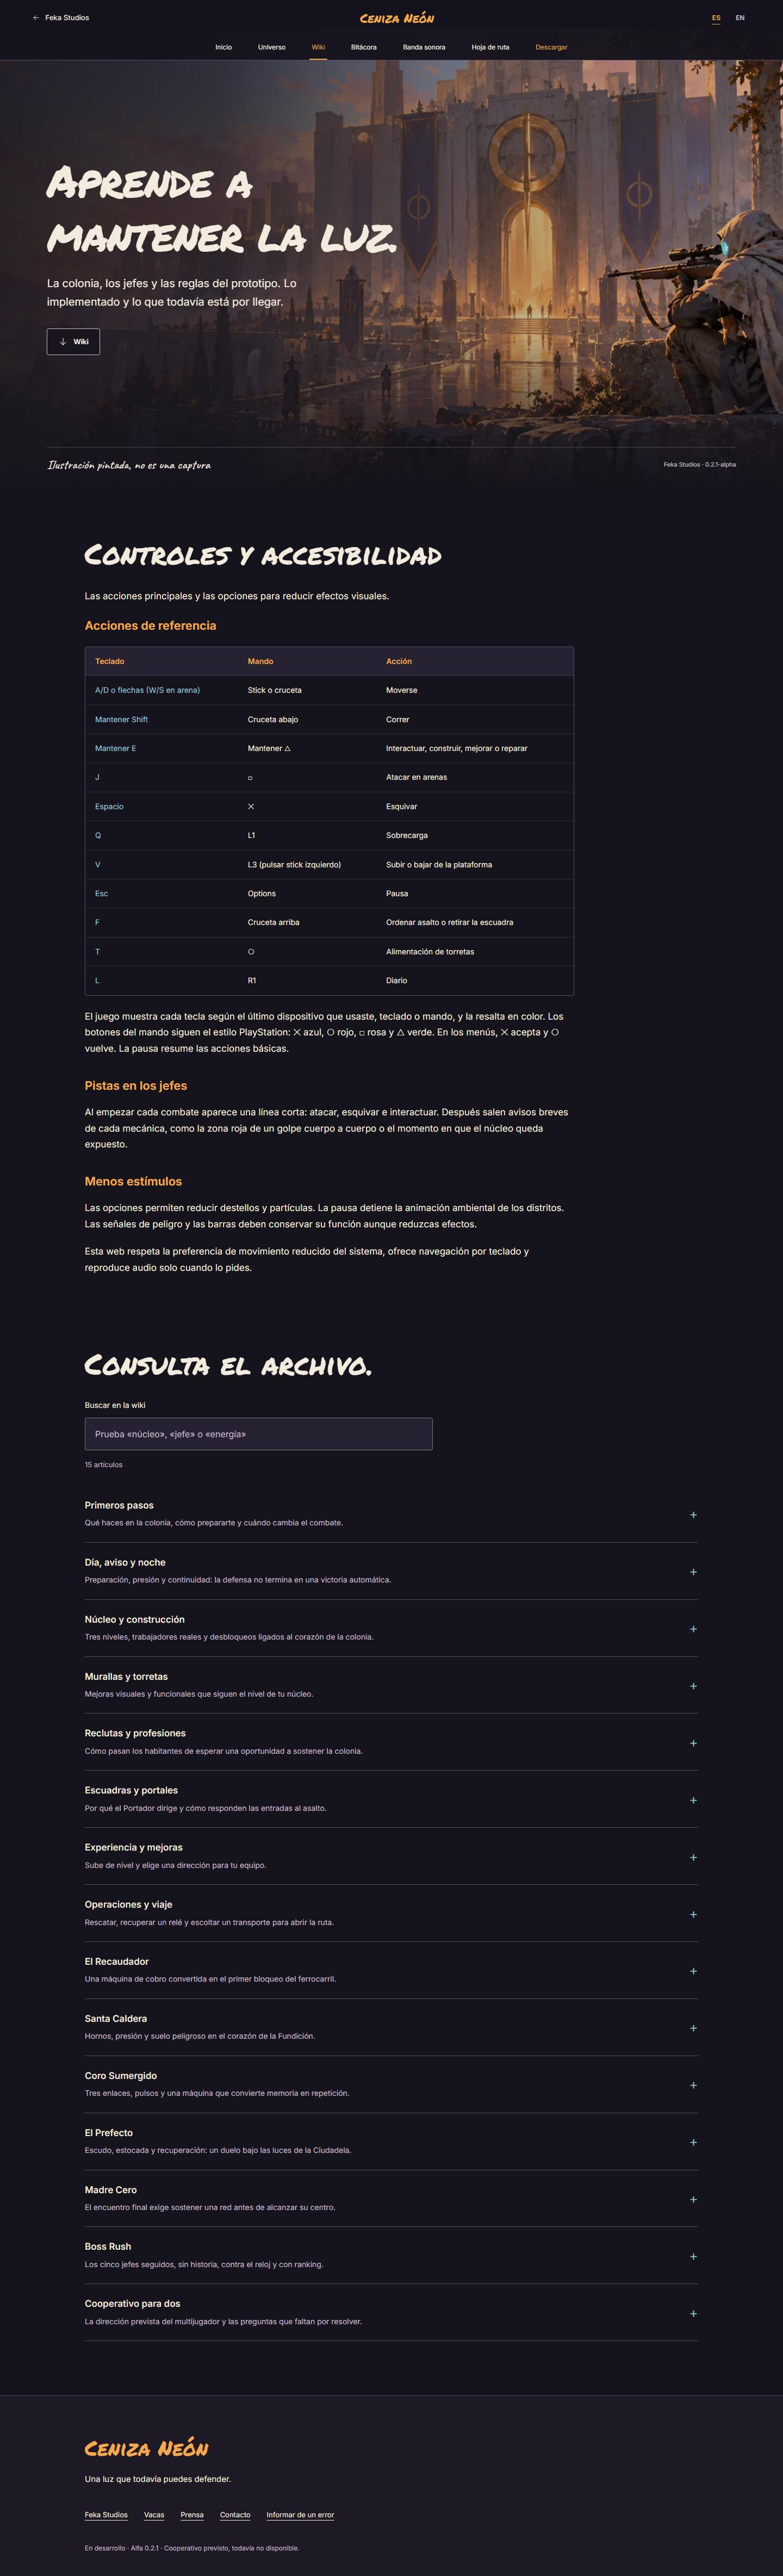 ← Feka Studios
Ceniza Neón
ES EN
Inicio Universo Wiki Bitácora Banda sonora Hoja de ruta Descargar
Aprende a
mantener la luz.
La colonia, los jefes y las reglas del prototipo. Lo
implementado y lo que todavía está por llegar.
↓ Wiki
Ilustración pintada, no es una captura
Feka Studios · 0.2.1-alpha
Controles y accesibilidad
Las acciones principales y las opciones para reducir efectos visuales.
Acciones de referencia
Teclado Mando Acción
A/D o flechas (W/S en arena) Stick o cruceta Moverse
Mantener Shift Cruceta abajo Correr
Mantener E Mantener △ Interactuar, construir, mejorar o reparar
J □ Atacar en arenas
Espacio ✕ Esquivar
Q L1 Sobrecarga
V L3 (pulsar stick izquierdo) Subir o bajar de la plataforma
Esc Options Pausa
F Cruceta arriba Ordenar asalto o retirar la escuadra
T ○ Alimentación de torretas
L R1 Diario
El juego muestra cada tecla según el último dispositivo que usaste, teclado o mando, y la resalta en color. Los
botones del mando siguen el estilo PlayStation: ✕ azul, ○ rojo, □ rosa y △ verde. En los menús, ✕ acepta y ○
vuelve. La pausa resume las acciones básicas.
Pistas en los jefes
Al empezar cada combate aparece una línea corta: atacar, esquivar e interactuar. Después salen avisos breves
de cada mecánica, como la zona roja de un golpe cuerpo a cuerpo o el momento en que el núcleo queda
expuesto.
Menos estímulos
Las opciones permiten reducir destellos y partículas. La pausa detiene la animación ambiental de los distritos.
Las señales de peligro y las barras deben conservar su función aunque reduzcas efectos.
Esta web respeta la preferencia de movimiento reducido del sistema, ofrece navegación por teclado y
reproduce audio solo cuando lo pides.
Consulta el archivo.
Buscar en la wiki
Prueba «núcleo», «jefe» o «energía»
15 artículos
Primeros pasos
Qué haces en la colonia, cómo prepararte y cuándo cambia el combate.
+
Día, aviso y noche
Preparación, presión y continuidad: la defensa no termina en una victoria automática.
+
Núcleo y construcción
Tres niveles, trabajadores reales y desbloqueos ligados al corazón de la colonia.
+
Murallas y torretas
Mejoras visuales y funcionales que siguen el nivel de tu núcleo.
+
Reclutas y profesiones
Cómo pasan los habitantes de esperar una oportunidad a sostener la colonia.
+
Escuadras y portales
Por qué el Portador dirige y cómo responden las entradas al asalto.
+
Experiencia y mejoras
Sube de nivel y elige una dirección para tu equipo.
+
Operaciones y viaje
Rescatar, recuperar un relé y escoltar un transporte para abrir la ruta.
+
El Recaudador
Una máquina de cobro convertida en el primer bloqueo del ferrocarril.
+
Santa Caldera
Hornos, presión y suelo peligroso en el corazón de la Fundición.
+
Coro Sumergido
Tres enlaces, pulsos y una máquina que convierte memoria en repetición.
+
El Prefecto
Escudo, estocada y recuperación: un duelo bajo las luces de la Ciudadela.
+
Madre Cero
El encuentro final exige sostener una red antes de alcanzar su centro.
+
Boss Rush
Los cinco jefes seguidos, sin historia, contra el reloj y con ranking.
+
Cooperativo para dos
La dirección prevista del multijugador y las preguntas que faltan por resolver.
+
Ceniza Neón
Una luz que todavía puedes defender.
Feka Studios Vacas Prensa Contacto Informar de un error
En desarrollo · Alfa 0.2.1 · Cooperativo previsto, todavía no disponible.